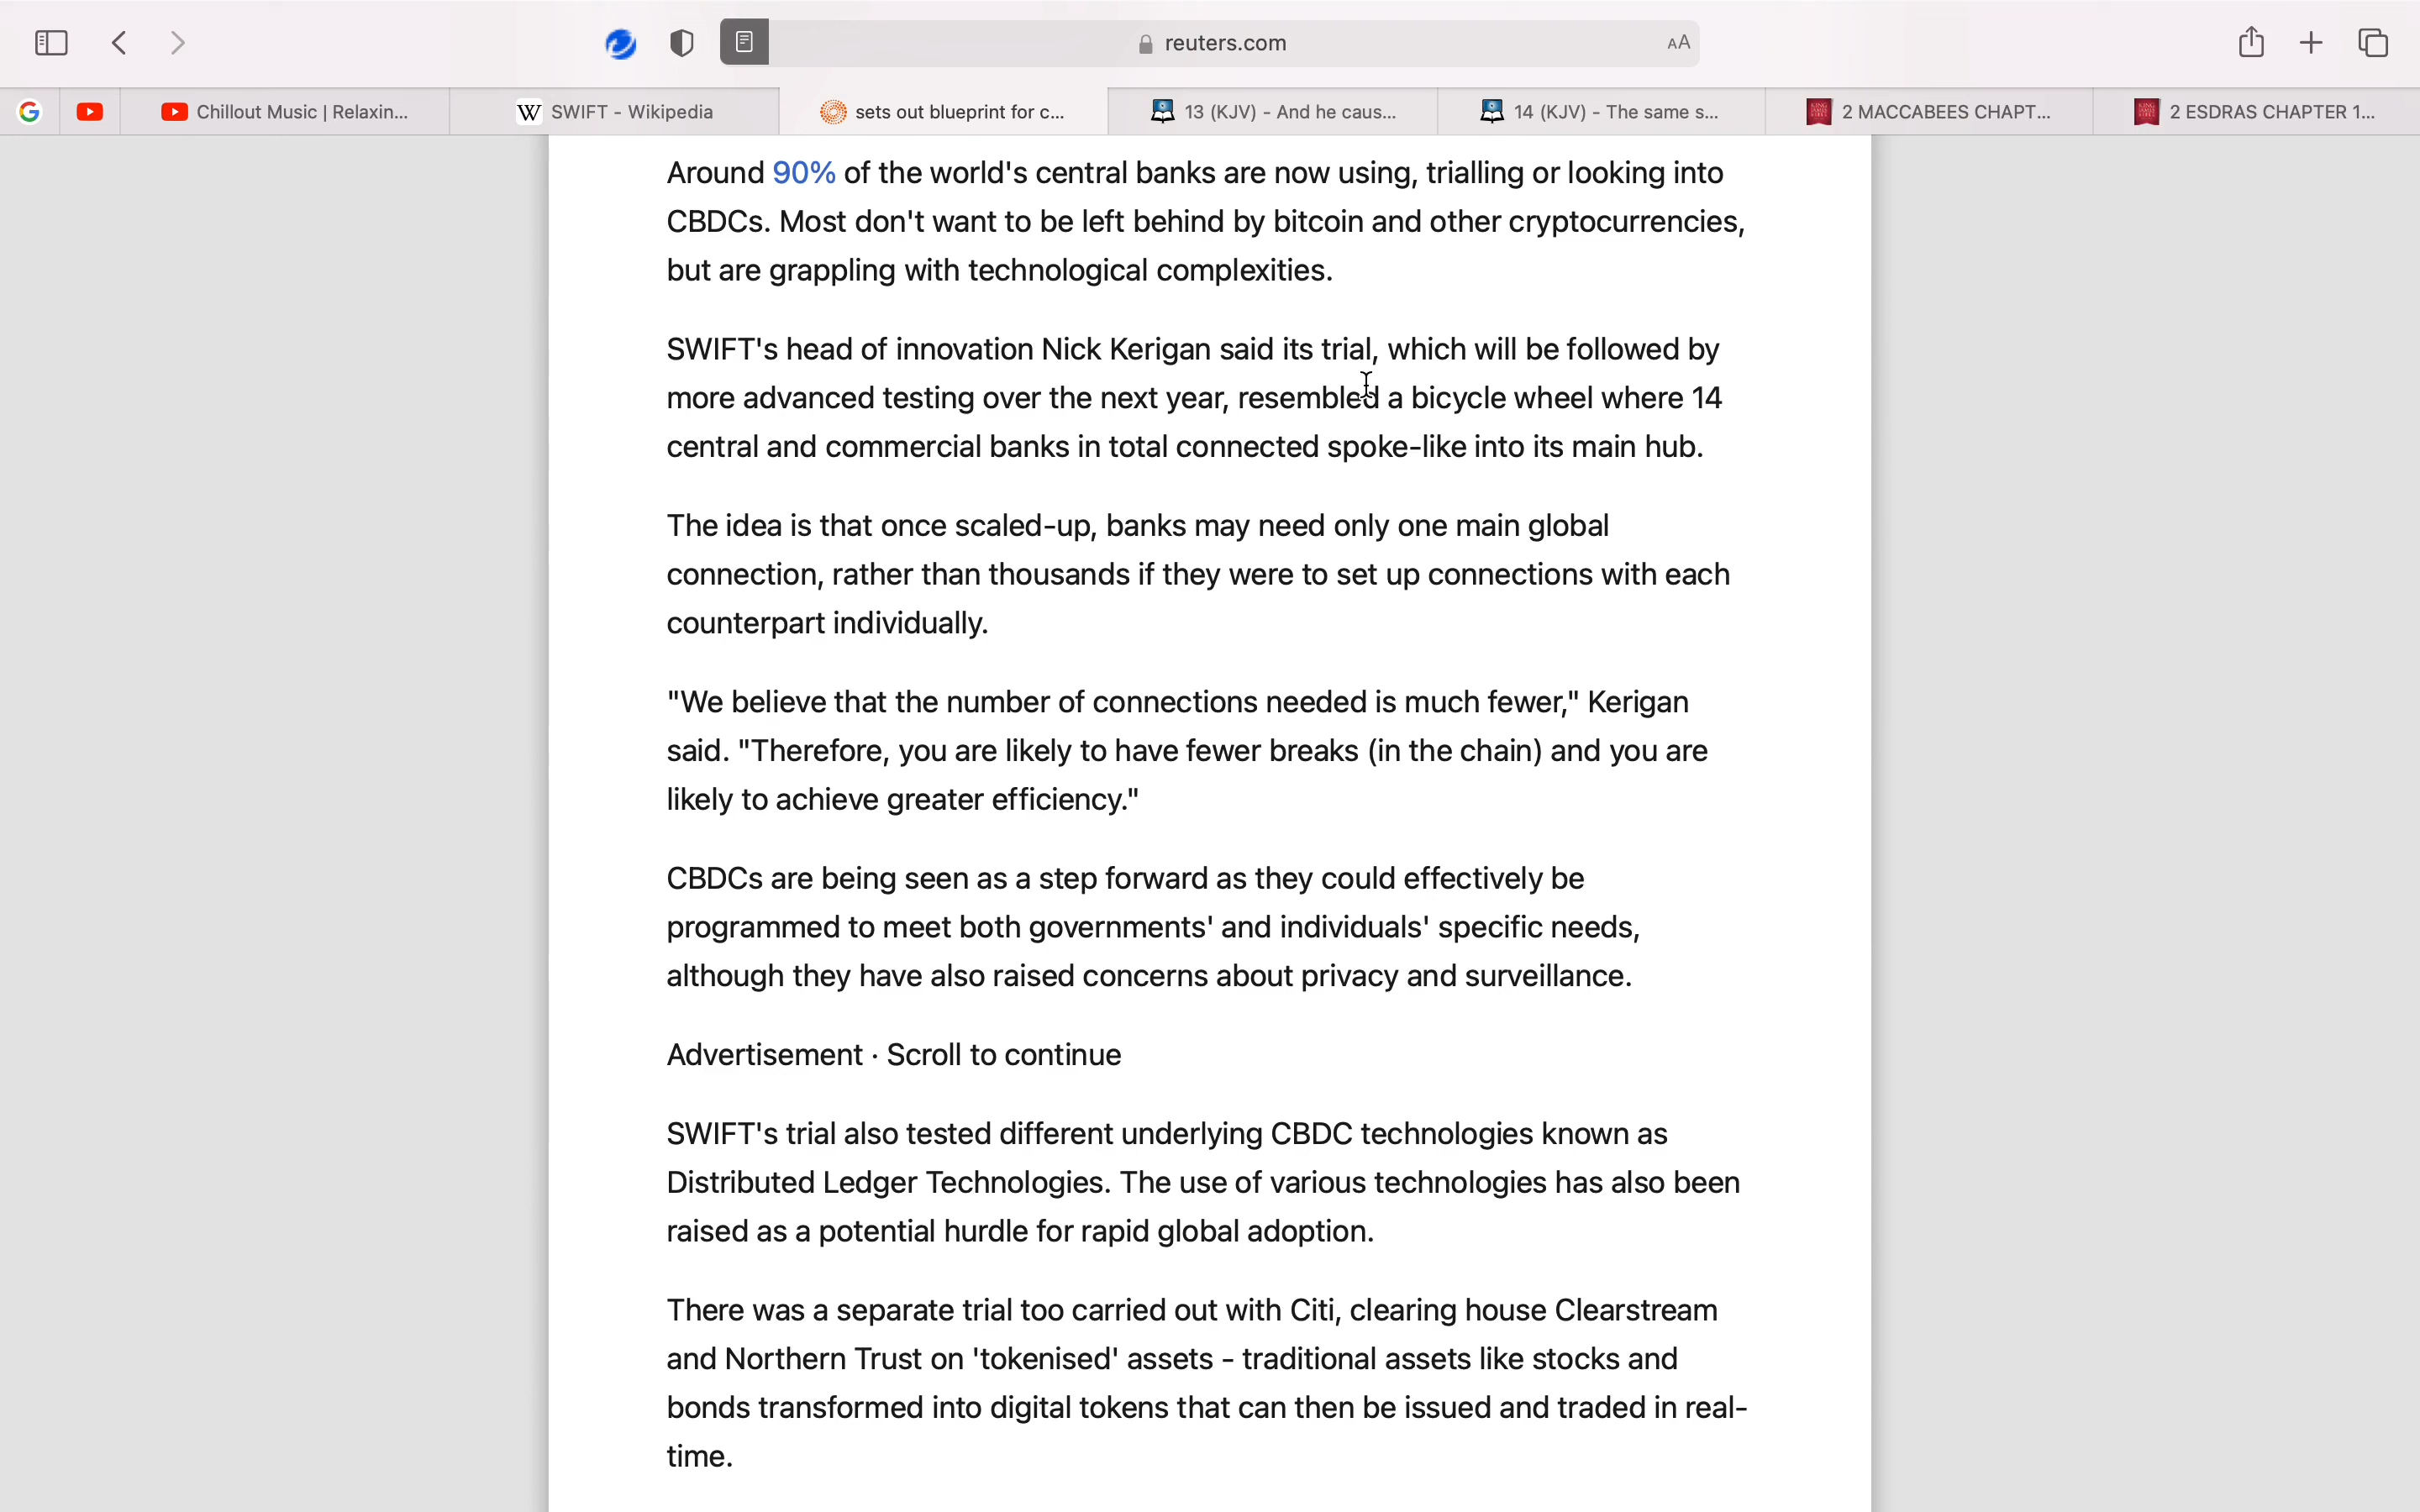 reuters.com
AA
Chillout Music | Relaxin...
W SWIFT - Wikipedia
sets out blueprint for c...
13 (KJV) - And he caus...
14 (KJV) - The same s...
2 MACCABEES CHAPT...
2 ESDRAS CHAPTER 1...
Around 90% of the world's central banks are now using, trialling or looking into
CBDCs. Most don't want to be left behind by bitcoin and other cryptocurrencies,
but are grappling with technological complexities.
SWIFT's head of innovation Nick Kerigan said its trial, which will be followed by
more advanced testing over the next year, resembled a bicycle wheel where 14
central and commercial banks in total connected spoke-like into its main hub.
The idea is that once scaled-up, banks may need only one main global
connection, rather than thousands if they were to set up connections with each
counterpart individually.
"We believe that the number of connections needed is much fewer," Kerigan
said. "Therefore, you are likely to have fewer breaks (in the chain) and you are
likely to achieve greater efficiency."
CBDCs are being seen as a step forward as they could effectively be
programmed to meet both governments' and individuals' specific needs,
although they have also raised concerns about privacy and surveillance.
Advertisement · Scroll to continue
SWIFT's trial also tested different underlying CBDC technologies known as
Distributed Ledger Technologies. The use of various technologies has also been
raised as a potential hurdle for rapid global adoption.
There was a separate trial too carried out with Citi, clearing house Clearstream
and Northern Trust on 'tokenised' assets - traditional assets like stocks and
bonds transformed into digital tokens that can then be issued and traded in real-
time.